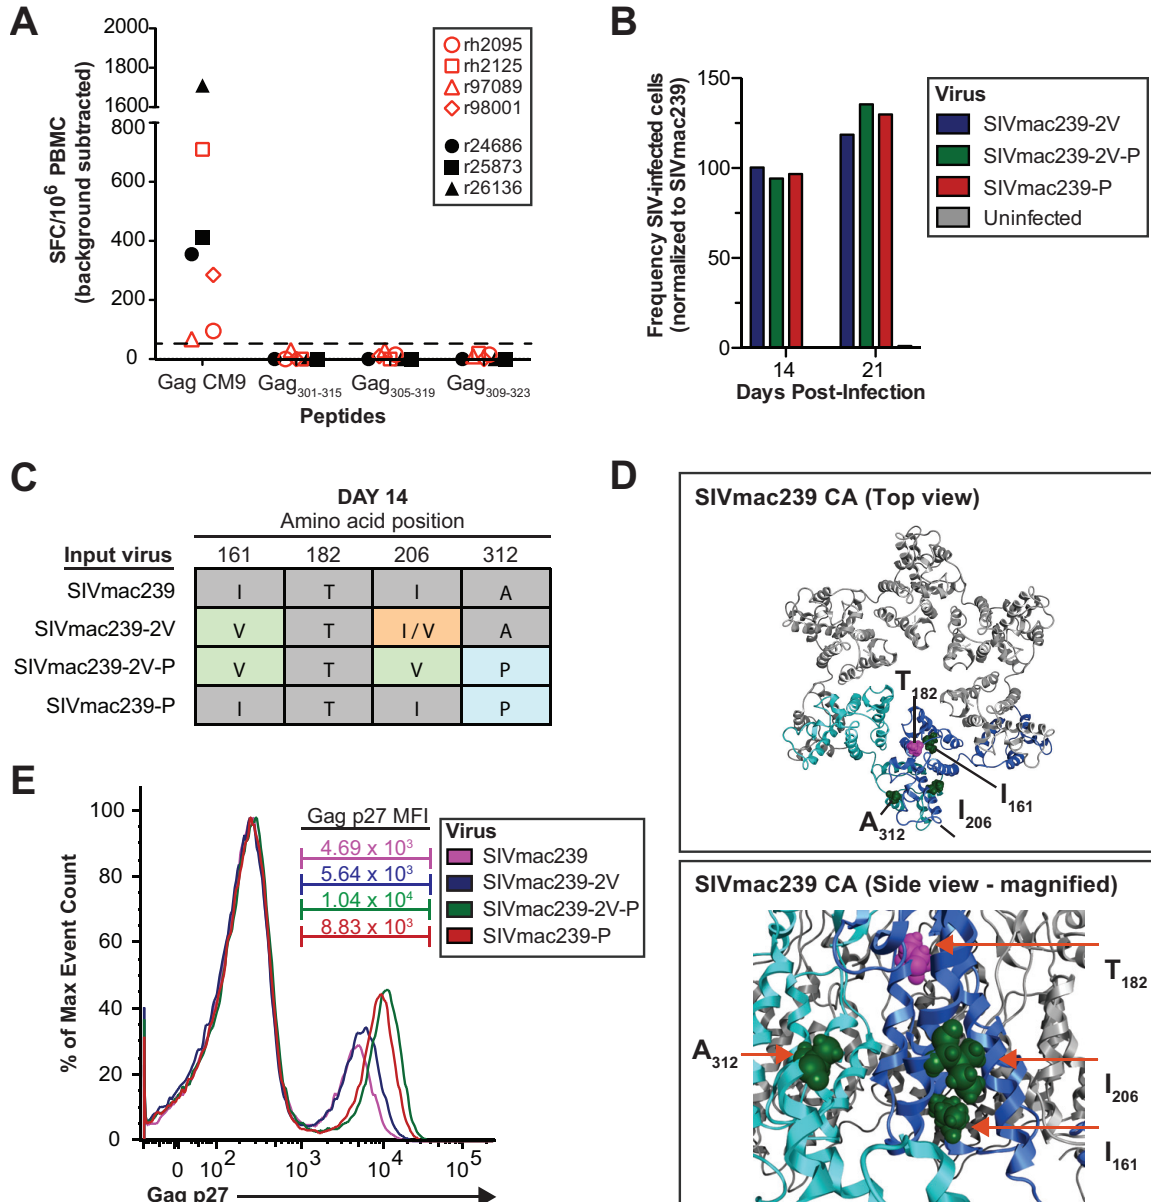 A
2000
1800
1600
800
600
400
200
0
SFC/10⁶ PBMC
(background subtracted)
rh2095
rh2125
r97089
r98001
r24686
r25873
r26136
Gag CM9
Gag₃₀₁₋₃₁₅
Gag₃₀₅₋₃₁₉
Gag₃₀₉₋₃₂₃
Peptides
B
150
100
50
0
Frequency SIV-infected cells
(normalized to SIVmac239)
14
21
Days Post-Infection
Virus
SIVmac239-2V
SIVmac239-2V-P
SIVmac239-P
Uninfected
C
DAY 14
Amino acid position
Input virus 161 182 206 312
SIVmac239 I T I A
SIVmac239-2V V T I / V A
SIVmac239-2V-P V T V P
SIVmac239-P I T I P
D
SIVmac239 CA (Top view)
T₁₈₂
I₁₆₁
A₃₁₂
I₂₀₆
SIVmac239 CA (Side view - magnified)
T₁₈₂
A₃₁₂
I₂₀₆
I₁₆₁
E
100
80
60
40
20
0
% of Max Event Count
Gag p27 MFI
4.69 x 10³
5.64 x 10³
1.04 x 10⁴
8.83 x 10³
Virus
SIVmac239
SIVmac239-2V
SIVmac239-2V-P
SIVmac239-P
0 10² 10³ 10⁴ 10⁵
Gag p27